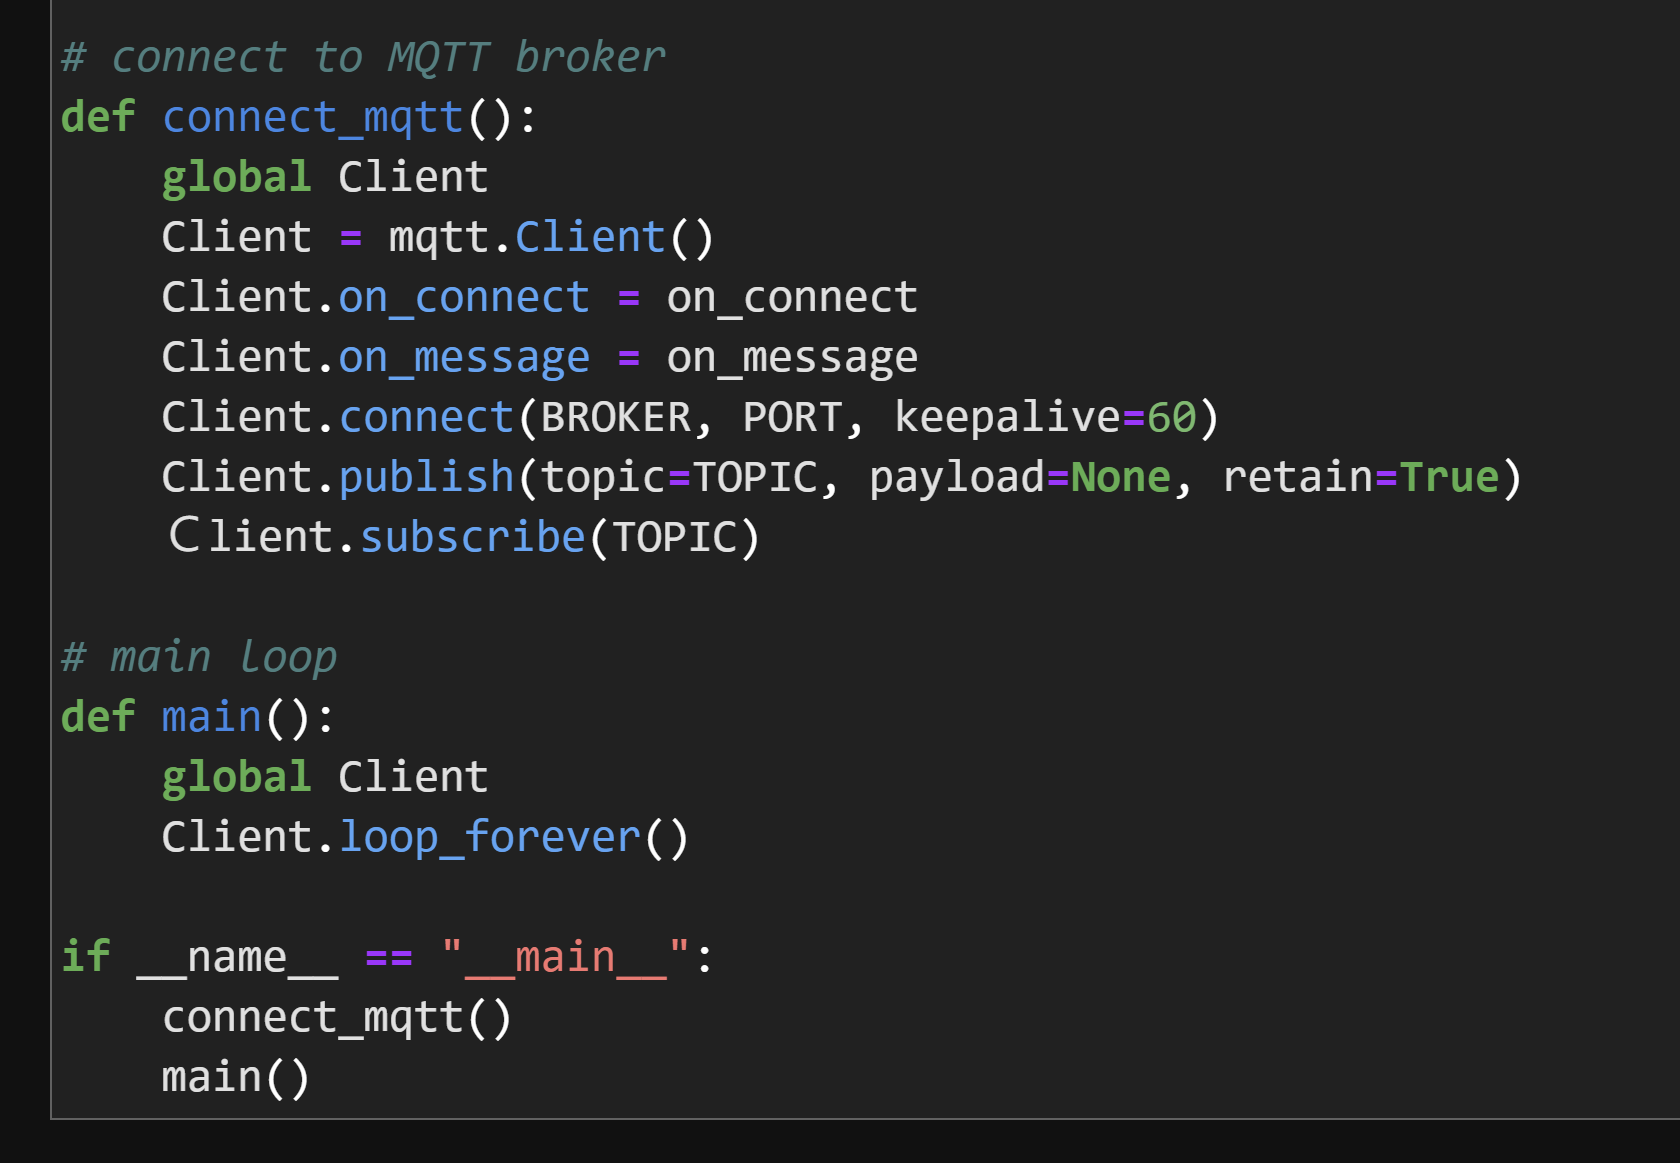 # connect to MQTT broker
def connect_mqtt():
    global Client
    Client = mqtt.Client()
    Client.on_connect = on_connect
    Client.on_message = on_message
    Client.connect(BROKER, PORT, keepalive=60)
    Client.publish(topic=TOPIC, payload=None, retain=True)
    Client.subscribe(TOPIC)

# main loop
def main():
    global Client
    Client.loop_forever()

if __name__ == "__main__":
    connect_mqtt()
    main()